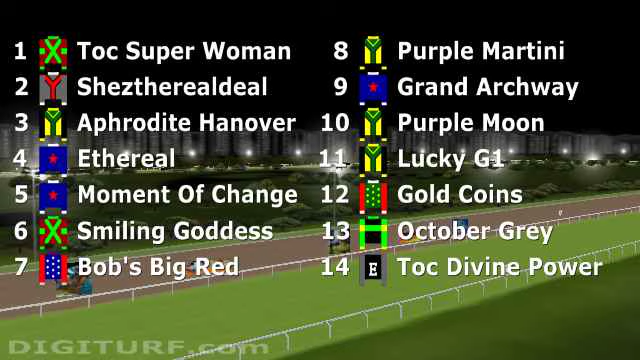 1 Toc Super Woman
2 Sheztherealdeal
3 Aphrodite Hanover
4 Ethereal
5 Moment Of Change
6 Smiling Goddess
7 Bob's Big Red
8 Purple Martini
9 Grand Archway
10 Purple Moon
11 Lucky G1
12 Gold Coins
13 October Grey
14 E Toc Divine Power
DIGITURF.com